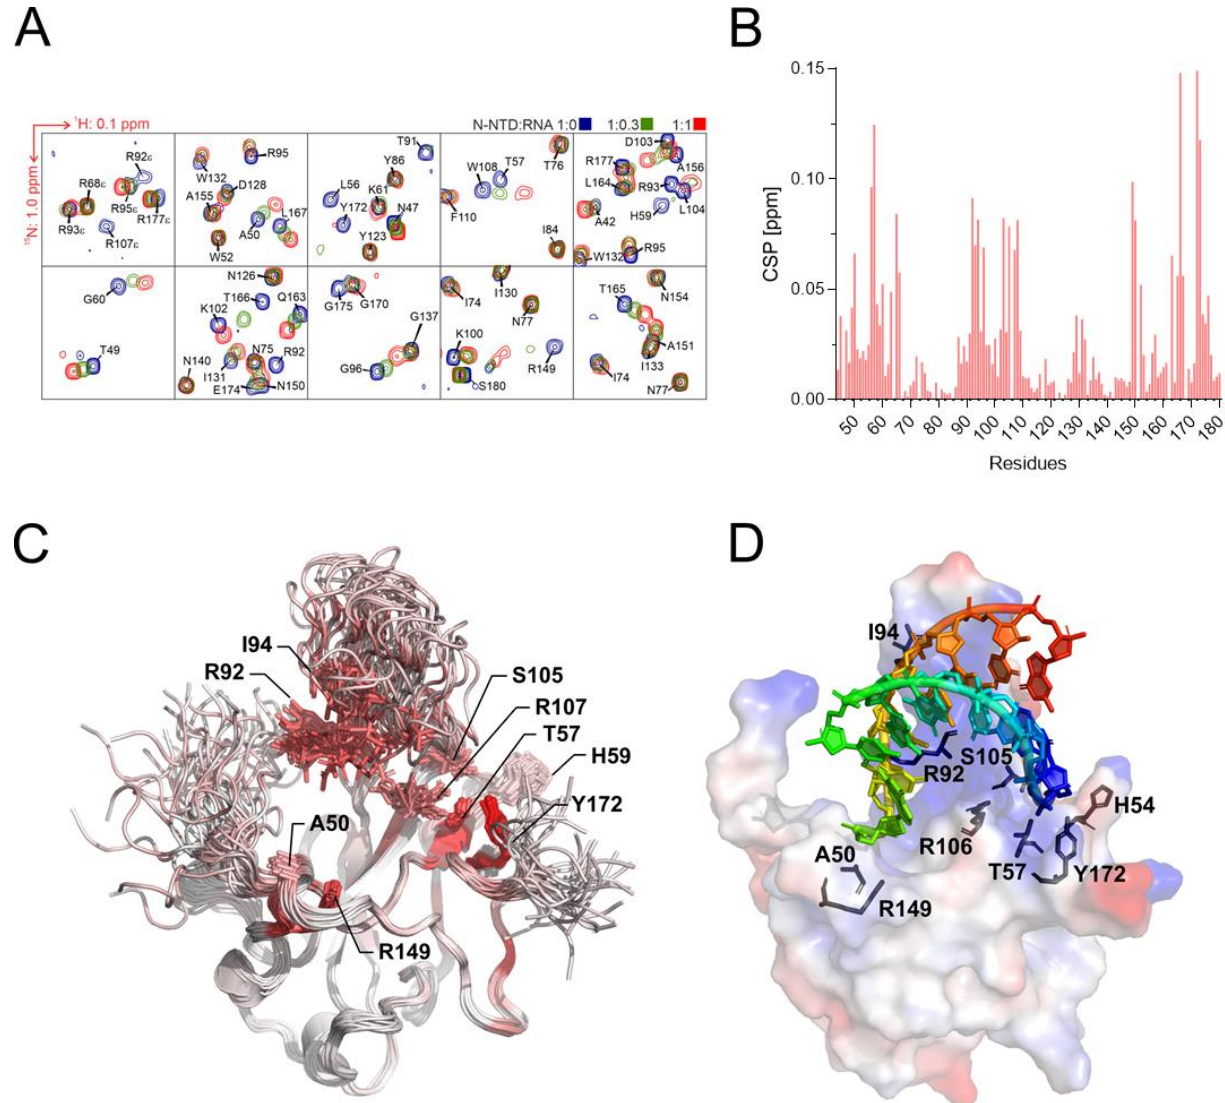 A
B
¹H: 0.1 ppm
¹⁵N: 1.0 ppm
N-NTD:RNA 1:0 1:0.3 1:1
R92ε
R68ε
R95ε
R93ε
R177ε
R107ε
W132
R95
A155
D128
A50
L167
W52
T91
Y86
L56
K61
Y172
N47
Y123
W108
T57
T76
F110
I84
D103
R177
A156
L164
R93
L104
A42
H59
W132
R95
G60
T49
N126
T166
Q163
K102
N75
R92
N140
I131
E174
N150
G175
G170
G137
G96
I74
I130
N77
K100
R149
S180
T165
N154
A151
I133
I74
N77
CSP [ppm]
0.15
0.10
0.05
0.00
50 60 70 80 90 100 110 120 130 140 150 160 170 180
Residues
C
I94
R92
S105
R107
T57
H59
Y172
A50
R149
D
I94
R92
S105
H54
R106
A50
T57
Y172
R149